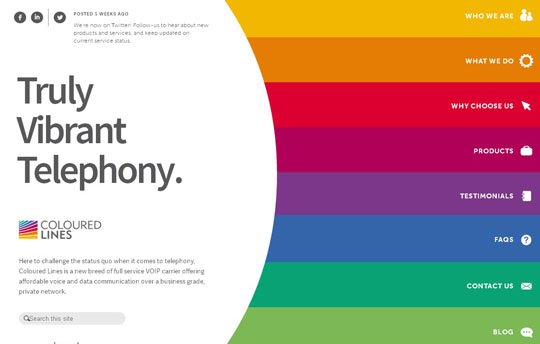 POSTED 5 WEEKS AGO
We're now on Twitter! Follow-us to hear about new
products and services, and keep updated on
current service status.
Truly
Vibrant
Telephony.
COLOURED
LINES
Here to challenge the status quo when it comes to telephony,
Coloured Lines is a new breed of full service VOIP carrier offering
affordable voice and data communication over a business grade,
private network.
Search this site
WHO WE ARE
WHAT WE DO
WHY CHOOSE US
PRODUCTS
TESTIMONIALS
FAQS
CONTACT US
BLOG